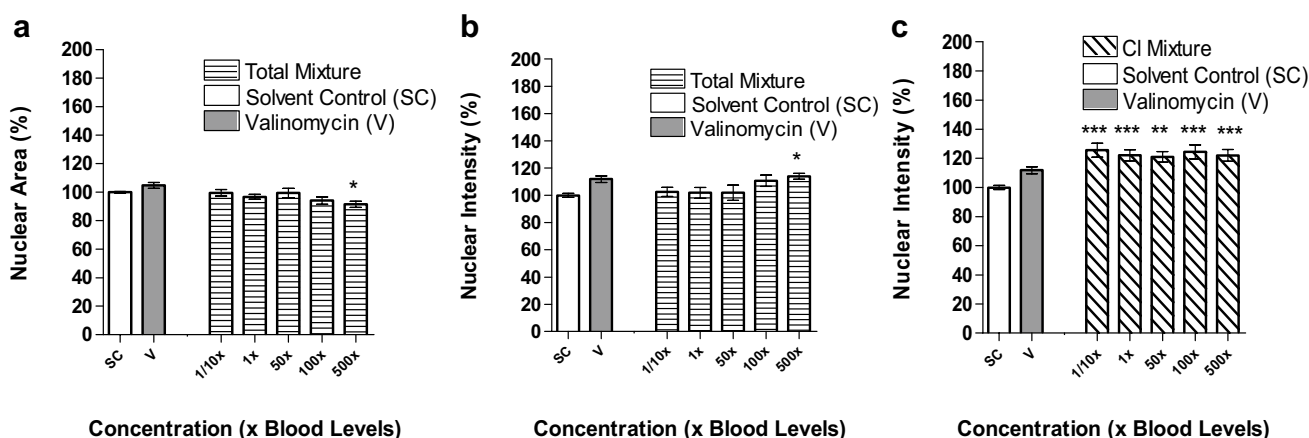 a
Nuclear Area (%)
200
180
160
140
120
100
80
60
40
20
0
Total Mixture
Solvent Control (SC)
Valinomycin (V)
*
SC
V
1/10x
1x
50x
100x
500x
Concentration (x Blood Levels)
b
Nuclear Intensity (%)
200
180
160
140
120
100
80
60
40
20
0
Total Mixture
Solvent Control (SC)
Valinomycin (V)
*
SC
V
1/10x
1x
50x
100x
500x
Concentration (x Blood Levels)
c
Nuclear Intensity (%)
200
180
160
140
120
100
80
60
40
20
0
Cl Mixture
Solvent Control (SC)
Valinomycin (V)
*** *** ** *** ***
SC
V
1/10x
1x
50x
100x
500x
Concentration (x Blood Levels)